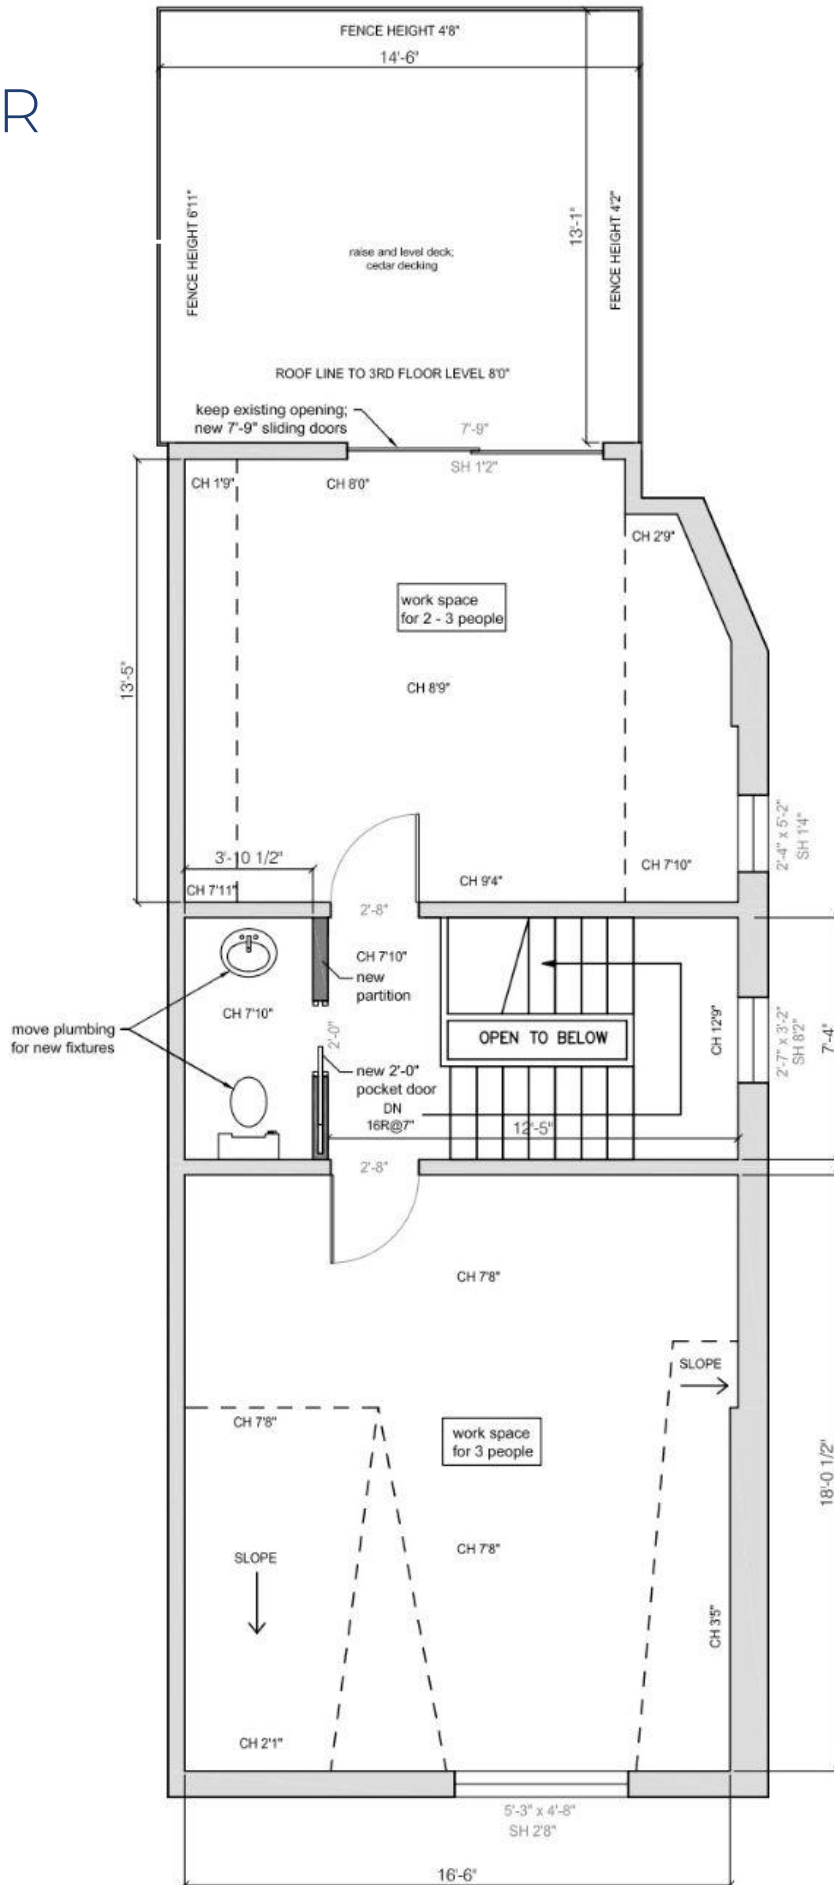 FENCE HEIGHT 4'8"
14'-6"
R
FENCE HEIGHT 6'11"
13'-1"
FENCE HEIGHT 4'2"
raise and level deck;
cedar decking
ROOF LINE TO 3RD FLOOR LEVEL 8'0"
keep existing opening;
new 7'-9" sliding doors
7'-9"
SH 1'2"
CH 1'9"
CH 8'0"
CH 2'9"
work space
for 2 - 3 people
13'-5"
CH 8'9"
2'-4" x 5'-2"
SH 1'4"
3'-10 1/2"
CH 7'11"
CH 9'4"
CH 7'10"
2'-8"
CH 7'10"
new
partition
CH 7'10"
move plumbing
for new fixtures
2'-0"
OPEN TO BELOW
CH 12'9"
2'-7" x 3'-2"
SH 8'2"
7'-4"
new 2'-0"
pocket door
DN
16R@7"
12'-5"
2'-8"
CH 7'8"
SLOPE
CH 7'8"
work space
for 3 people
18'-0 1/2"
CH 7'8"
SLOPE
CH 3'5"
CH 2'1"
5'-3" x 4'-8"
SH 2'8"
16'-6"